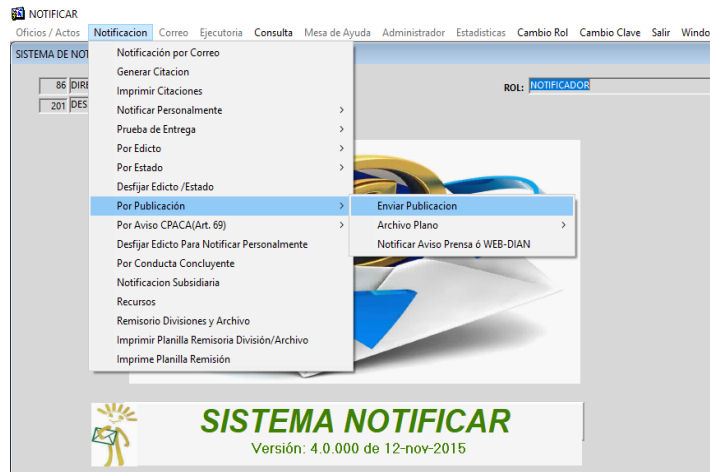 NOTIFICAR
Oficios / Actos Notificacion Correo Ejecutoria Consulta Mesa de Ayuda Administrador Estadisticas Cambio Rol Cambio Clave Salir Windo
SISTEMA DE NOT
86 DIRE
ROL: NOTIFICADOR
201 DES
Notificación por Correo
Generar Citacion
Imprimir Citaciones
Notificar Personalmente
Prueba de Entrega
Por Edicto
Por Estado
Desfijar Edicto /Estado
Por Publicación
Por Aviso CPACA(Art. 69)
Desfijar Edicto Para Notificar Personalmente
Por Conducta Concluyente
Notificacion Subsidiaria
Recursos
Remisorio Divisiones y Archivo
Imprimir Planilla Remisoria División/Archivo
Imprime Planilla Remisión
Enviar Publicacion
Archivo Plano
Notificar Aviso Prensa ó WEB-DIAN
SISTEMA NOTIFICAR
Versión: 4.0.000 de 12-nov-2015